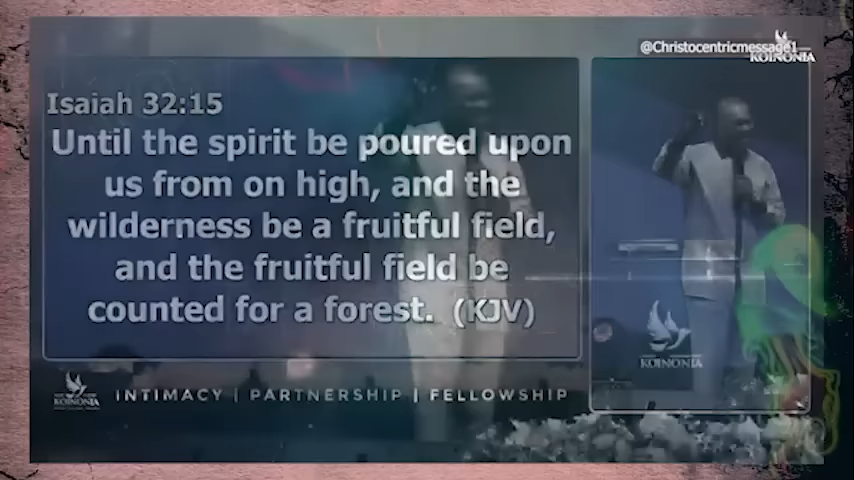 @Christocentricmessage1
KOINONIA
Isaiah 32:15
Until the spirit be poured upon
us from on high, and the
wilderness be a fruitful field,
and the fruitful field be
counted for a forest. (KJV)
KOINONIA
KOINONIA
INTIMACY | PARTNERSHIP | FELLOWSHIP